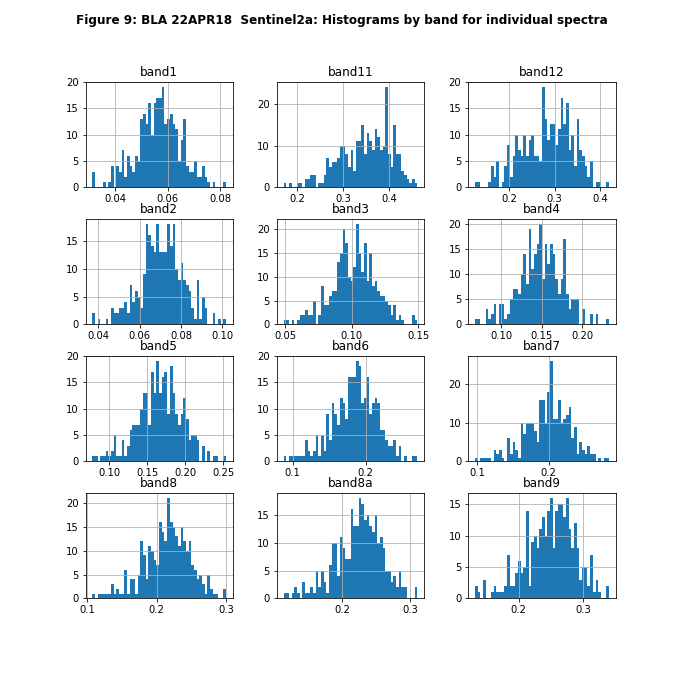 Figure 9: BLA 22APR18  Sentinel2a: Histograms by band for individual spectra
band1 band11 band12
20 15 10 5 0
20 10 0
20 15 10 5 0
0.04 0.06 0.08
0.2 0.3 0.4
0.2 0.3 0.4
band2 band3 band4
15 10 5 0
20 15 10 5 0
20 15 10 5 0
0.04 0.06 0.08 0.10
0.05 0.10 0.15
0.10 0.15 0.20
band5 band6 band7
20 15 10 5 0
20 15 10 5 0
20 10 0
0.10 0.15 0.20 0.25
0.1 0.2
0.1 0.2
band8 band8a band9
20 15 10 5 0
15 10 5 0
15 10 5 0
0.1 0.2 0.3
0.2 0.3
0.2 0.3